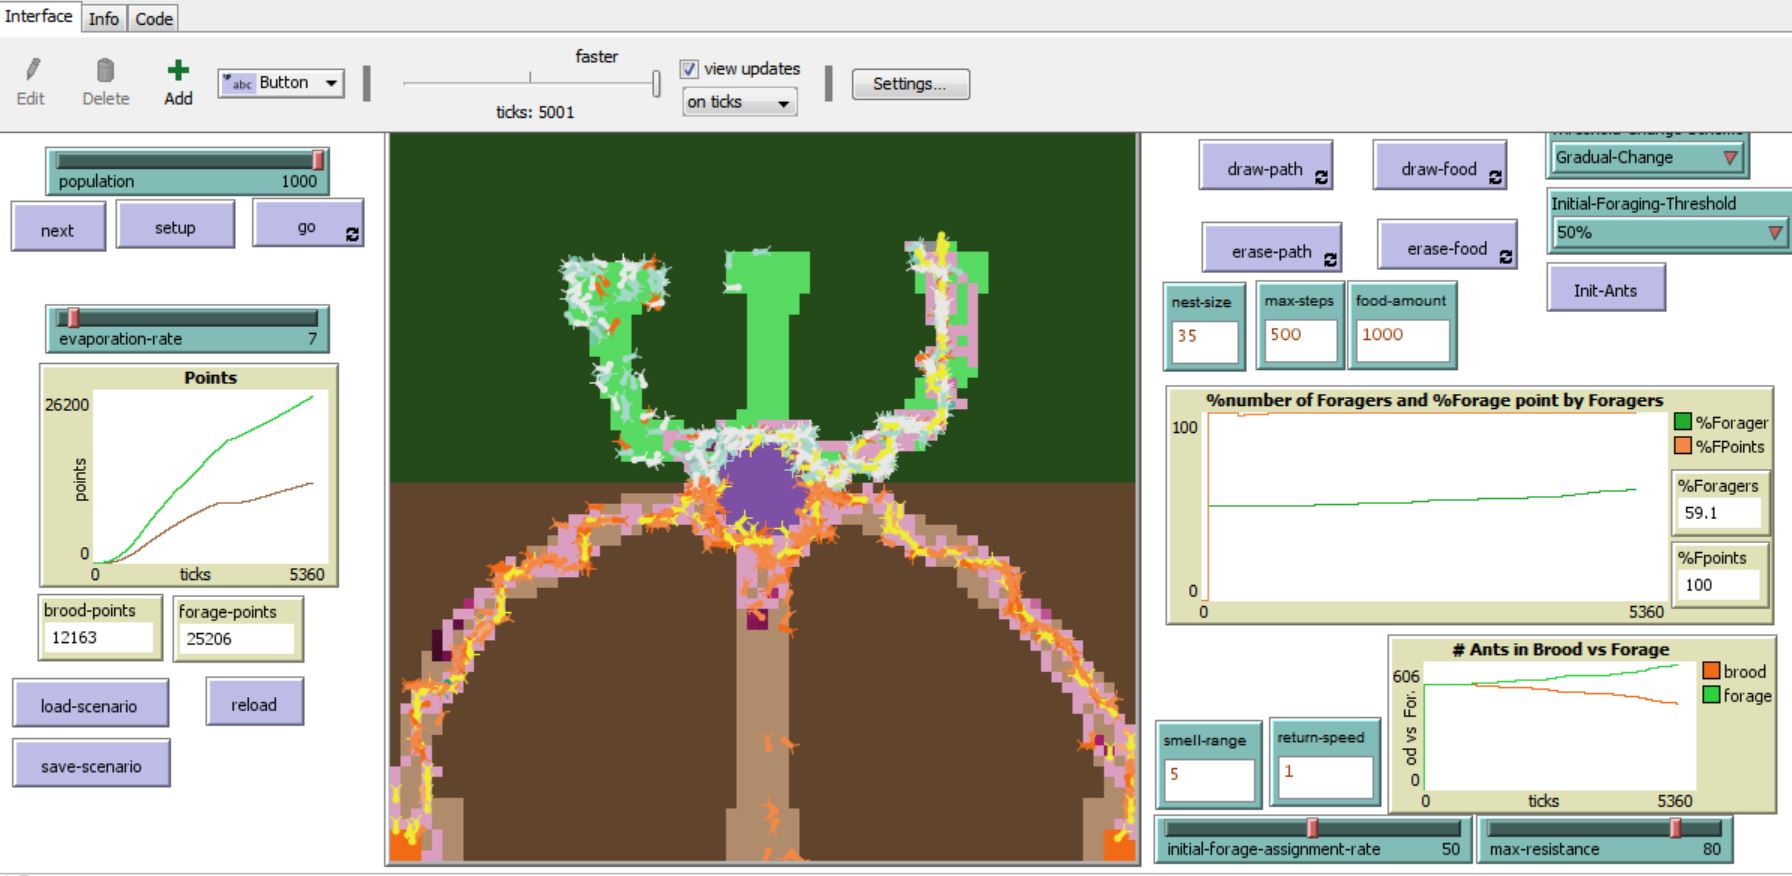 Interface Info Code
Edit
Delete
Add
abc Button
faster
ticks: 5001
view updates
on ticks
Settings...
population 1000
next
setup
go
evaporation-rate 7
Points
26200
points
0
0 ticks 5360
brood-points
12163
forage-points
25206
load-scenario
reload
save-scenario
draw-path
draw-food
Gradual-Change
erase-path
erase-food
Initial-Foraging-Threshold
50%
Init-Ants
nest-size
35
max-steps
500
food-amount
1000
%number of Foragers and %Forage point by Foragers
100
0
0 5360
%Forager
%FPoints
%Foragers
59.1
%Fpoints
100
# Ants in Brood vs Forage
606
od vs For.
0
0 ticks 5360
brood
forage
smell-range
5
return-speed
1
initial-forage-assignment-rate 50
max-resistance 80